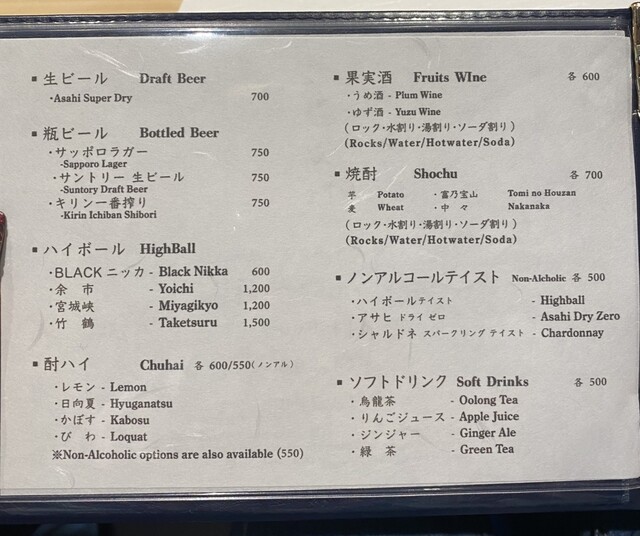 ▪ 生ビール Draft Beer
・Asahi Super Dry 700
▪ 瓶ビール Bottled Beer
・サッポロラガー 750
-Sapporo Lager
・サントリー 生ビール 750
-Suntory Draft Beer
・キリン一番搾り 750
-Kirin Ichiban Shibori
▪ ハイボール HighBall
・BLACK ニッカ - Black Nikka 600
・余 市 - Yoichi 1,200
・宮城峡 - Miyagikyo 1,200
・竹 鶴 - Taketsuru 1,500
▪ 酎ハイ Chuhai 各 600/550(ノンアル)
・レモン - Lemon
・日向夏 - Hyuganatsu
・かぼす - Kabosu
・びわ - Loquat
※Non-Alcoholic options are also available (550)
▪ 果実酒 Fruits WIne 各 600
・うめ酒 - Plum Wine
・ゆず酒 - Yuzu Wine
(ロック・水割り・湯割り・ソーダ割り)
(Rocks/Water/Hotwater/Soda)
▪ 焼酎 Shochu 各 700
芋 Potato ・富乃宝山 Tomi no Houzan
麦 Wheat ・中々 Nakanaka
(ロック・水割り・湯割り・ソーダ割り)
(Rocks/Water/Hotwater/Soda)
▪ ノンアルコールテイスト Non-Alcholic 各 500
・ハイボールテイスト - Highball
・アサヒ ドライ ゼロ - Asahi Dry Zero
・シャルドネ スパークリング テイスト - Chardonnay
▪ ソフトドリンク Soft Drinks 各 500
・烏龍茶 - Oolong Tea
・りんごジュース - Apple Juice
・ジンジャー - Ginger Ale
・緑 茶 - Green Tea